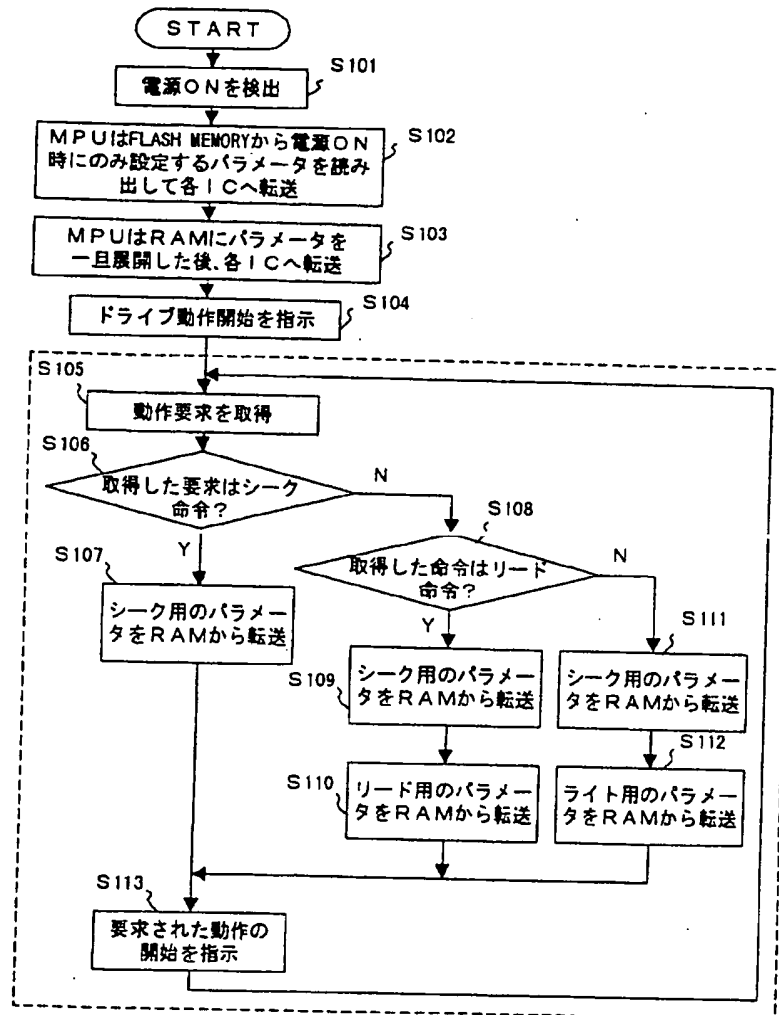 START
S101
電源ONを検出
S102
MPUはFLASH MEMORYから電源ON
時にのみ設定するパラメータを読み
出して各ICへ転送
S103
MPUはRAMにパラメータを
一旦展開した後、各ICへ転送
S104
ドライブ動作開始を指示
S105
動作要求を取得
S106
取得した要求はシーク
命令?
N
Y
S107
シーク用のパラメー
タをRAMから転送
S108
取得した命令はリード
命令?
N
Y
S109
シーク用のパラメー
タをRAMから転送
S111
シーク用のパラメー
タをRAMから転送
S110
リード用のパラメー
タをRAMから転送
S112
ライト用のパラメー
タをRAMから転送
S113
要求された動作の
開始を指示